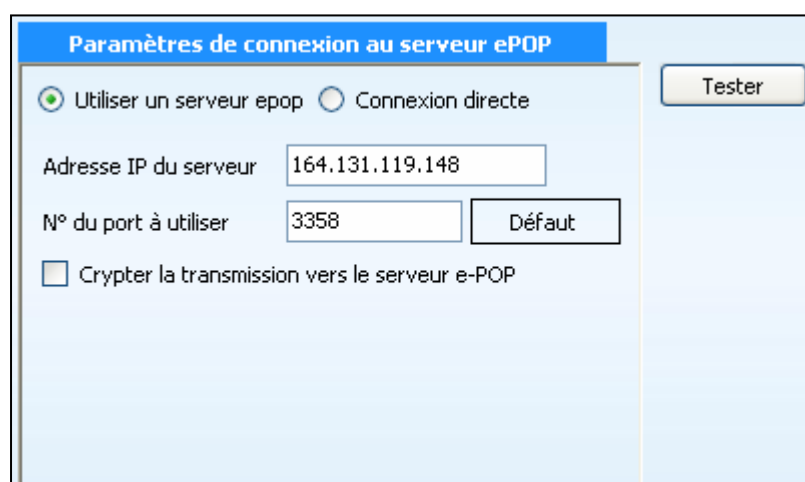 Paramètres de connexion au serveur ePOP
Tester
Utiliser un serveur epop Connexion directe
Adresse IP du serveur 164.131.119.148
N° du port à utiliser 3358 Défaut
Crypter la transmission vers le serveur e-POP